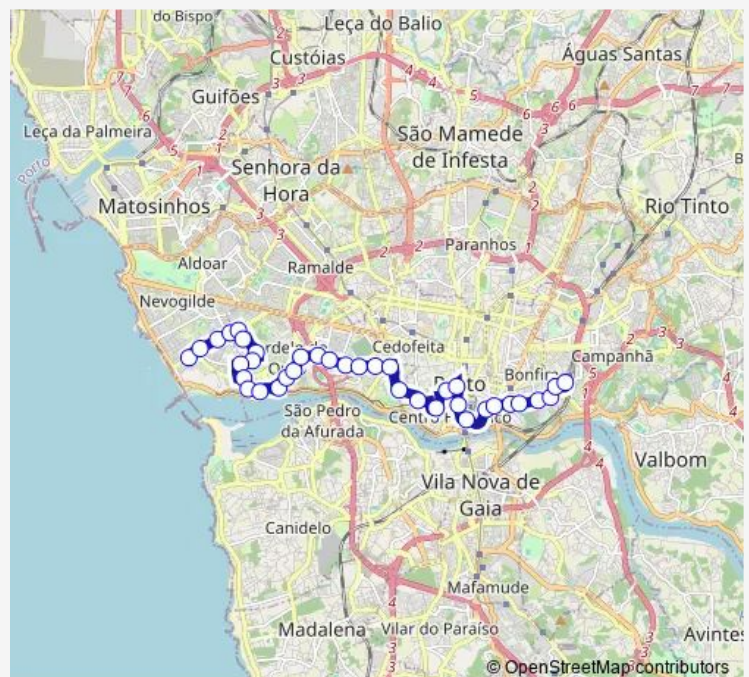 do Bispo
Leça do Balio
Custóias
Águas Santas
Guifões
Leça da Palmeira
São Mamede
de Infesta
Porto
Senhora da
Hora
Matosinhos
Rio Tinto
Paranhos
Aldoar
Ramalde
Nevogilde
Cedofeita
Campanhã
São Pedro
da Afurada
Valbom
Vila Nova de
Gaia
Canidelo
Mafamude
Madalena
Vilar do Paraíso
Avintes
© OpenStreetMap contributors